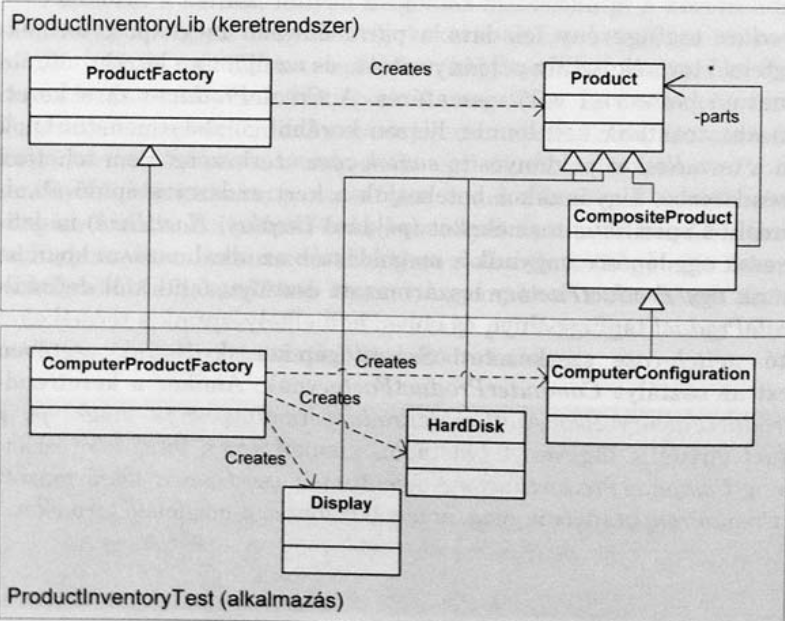 ProductInventoryLib (keretrendszer)
ProductFactory
Creates
Product
-parts
CompositeProduct
ComputerProductFactory
Creates
ComputerConfiguration
Creates
HardDisk
Creates
Display
ProductInventoryTest (alkalmazás)